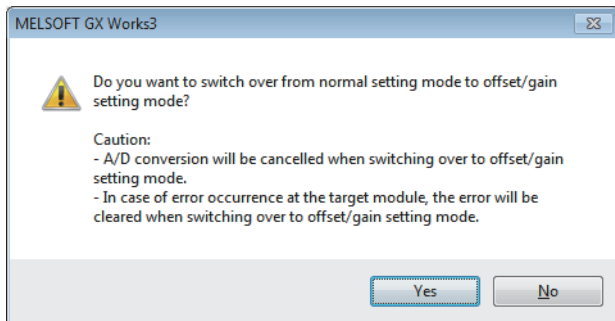 MELSOFT GX Works3
Do you want to switch over from normal setting mode to offset/gain
setting mode?
Caution:
- A/D conversion will be cancelled when switching over to offset/gain
setting mode.
- In case of error occurrence at the target module, the error will be
cleared when switching over to offset/gain setting mode.
Yes
No